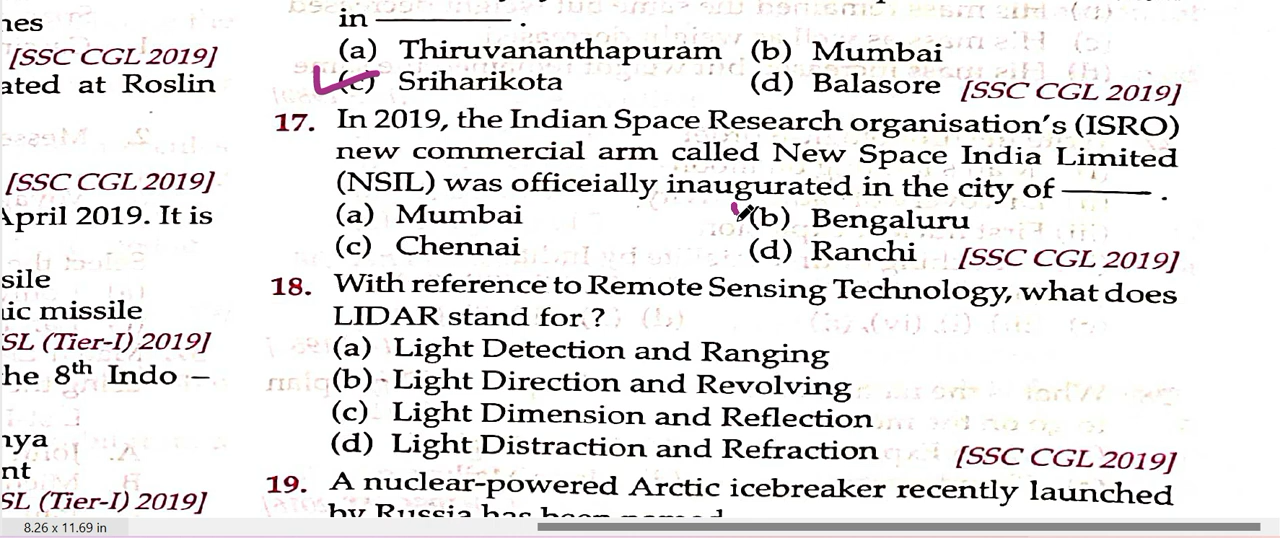 nes
[SSC CGL 2019]
ated at Roslin
[SSC CGL 2019]
April 2019. It is
sile
ic missile
SL (Tier-I) 2019]
he 8th Indo –
nya
nt
SL (Tier-I) 2019]
in ________ .
(a) Thiruvananthapuram (b) Mumbai
(c) Sriharikota (d) Balasore [SSC CGL 2019]
17. In 2019, the Indian Space Research organisation's (ISRO)
new commercial arm called New Space India Limited
(NSIL) was officeially inaugurated in the city of ______ .
(a) Mumbai (b) Bengaluru
(c) Chennai (d) Ranchi [SSC CGL 2019]
18. With reference to Remote Sensing Technology, what does
LIDAR stand for ?
(a) Light Detection and Ranging
(b) Light Direction and Revolving
(c) Light Dimension and Reflection
(d) Light Distraction and Refraction [SSC CGL 2019]
19. A nuclear-powered Arctic icebreaker recently launched
by Russia has been named
8.26 x 11.69 in